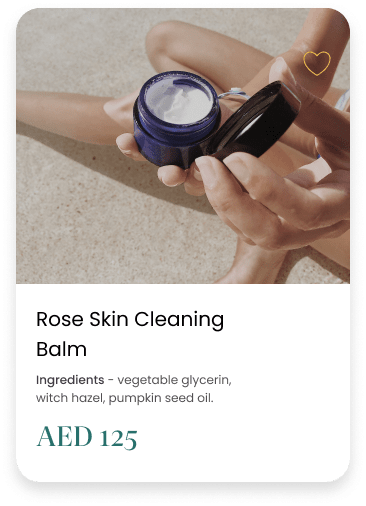 Rose Skin Cleaning
Balm
Ingredients - vegetable glycerin,
witch hazel, pumpkin seed oil.
AED 125